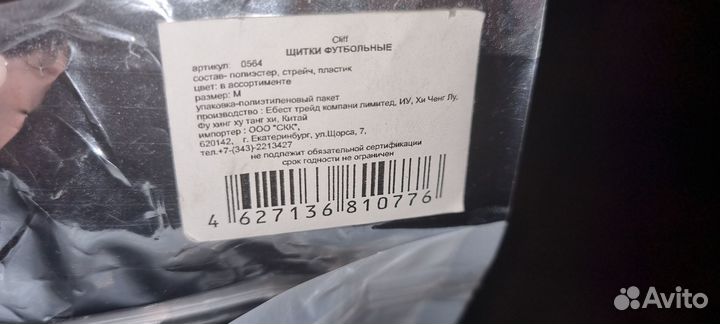 Cliff
ЩИТКИ ФУТБОЛЬНЫЕ
артикул: 0564
состав- полиэстер, стрейч, пластик
цвет: в ассортименте
размер: M
упаковка-полиэтипеновый пакет
производство : Ебест трейд компани лимитед, ИУ, Хи Ченг Лу,
Фу хинг ху танг хи, Китай
импортер : ООО "СКК",
620142, г. Екатеринбург, ул.Щорса, 7,
тел.+7-(343)-2213427
не подлежит обязательной сертификации
срок годности не ограничен
4 627136 810776
Avito